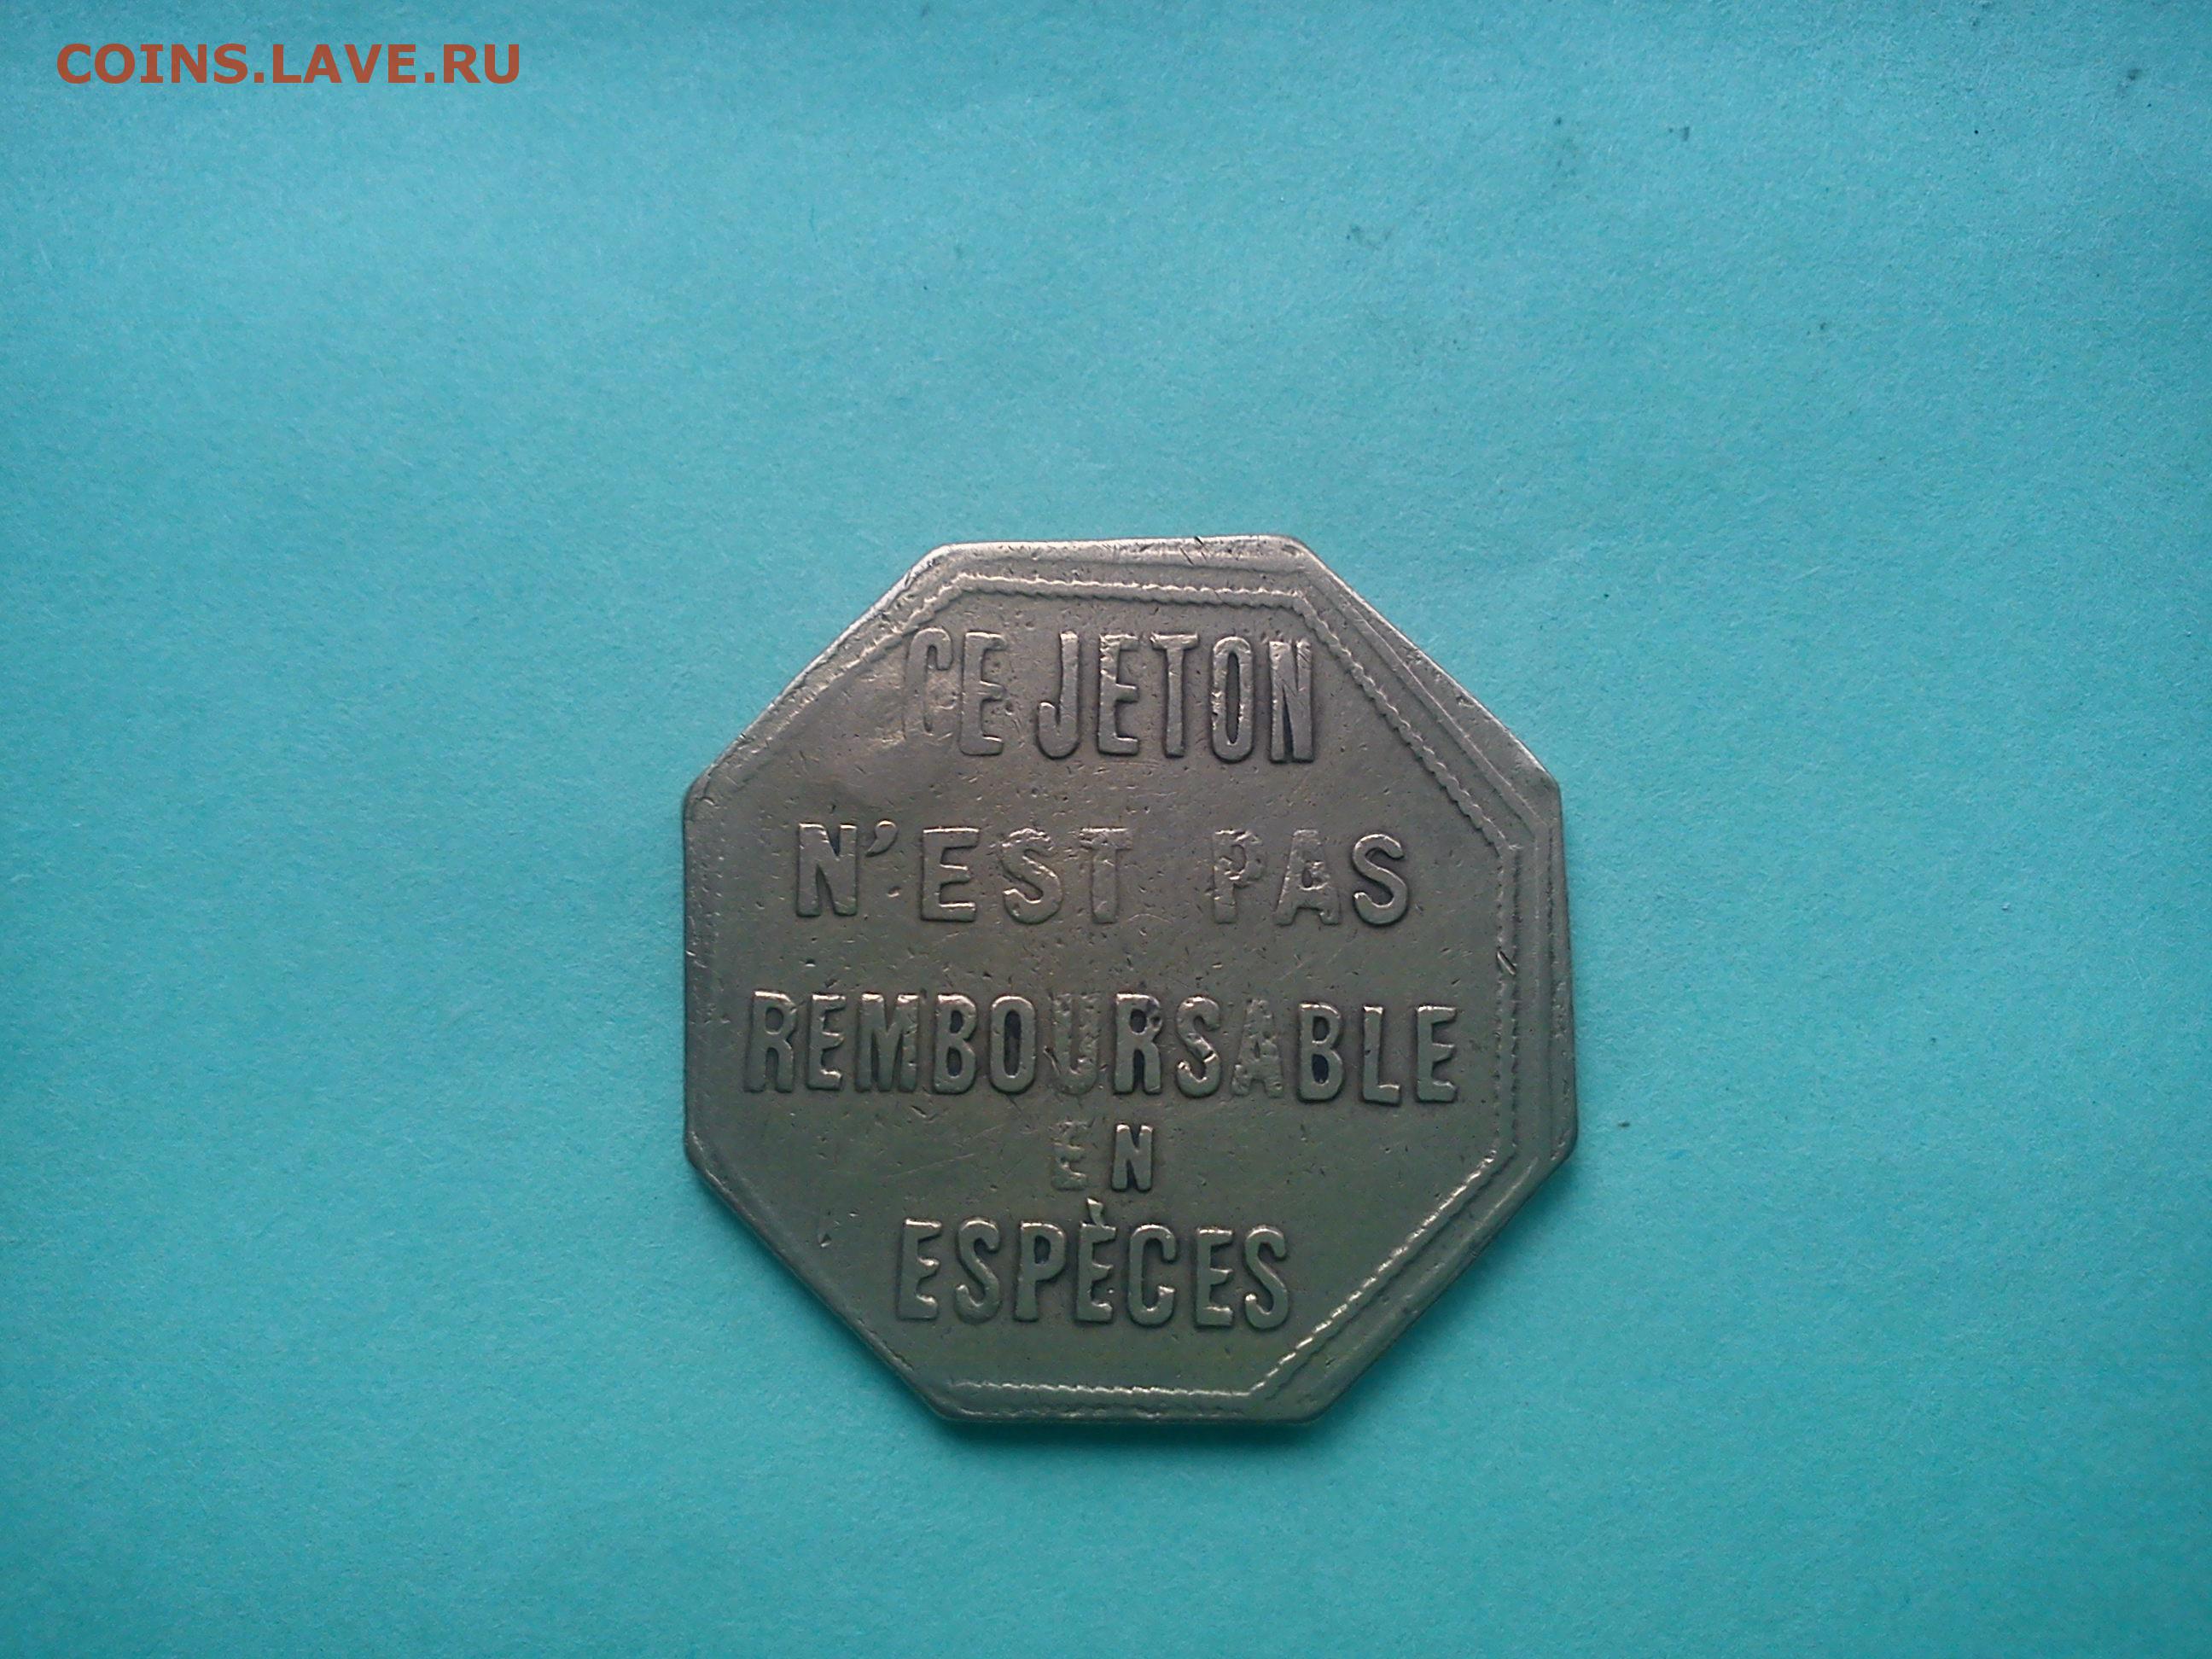 COINS.LAVE.RU
CE JETON
N'EST PAS
REMBOURSABLE
EN
ESPÈCES